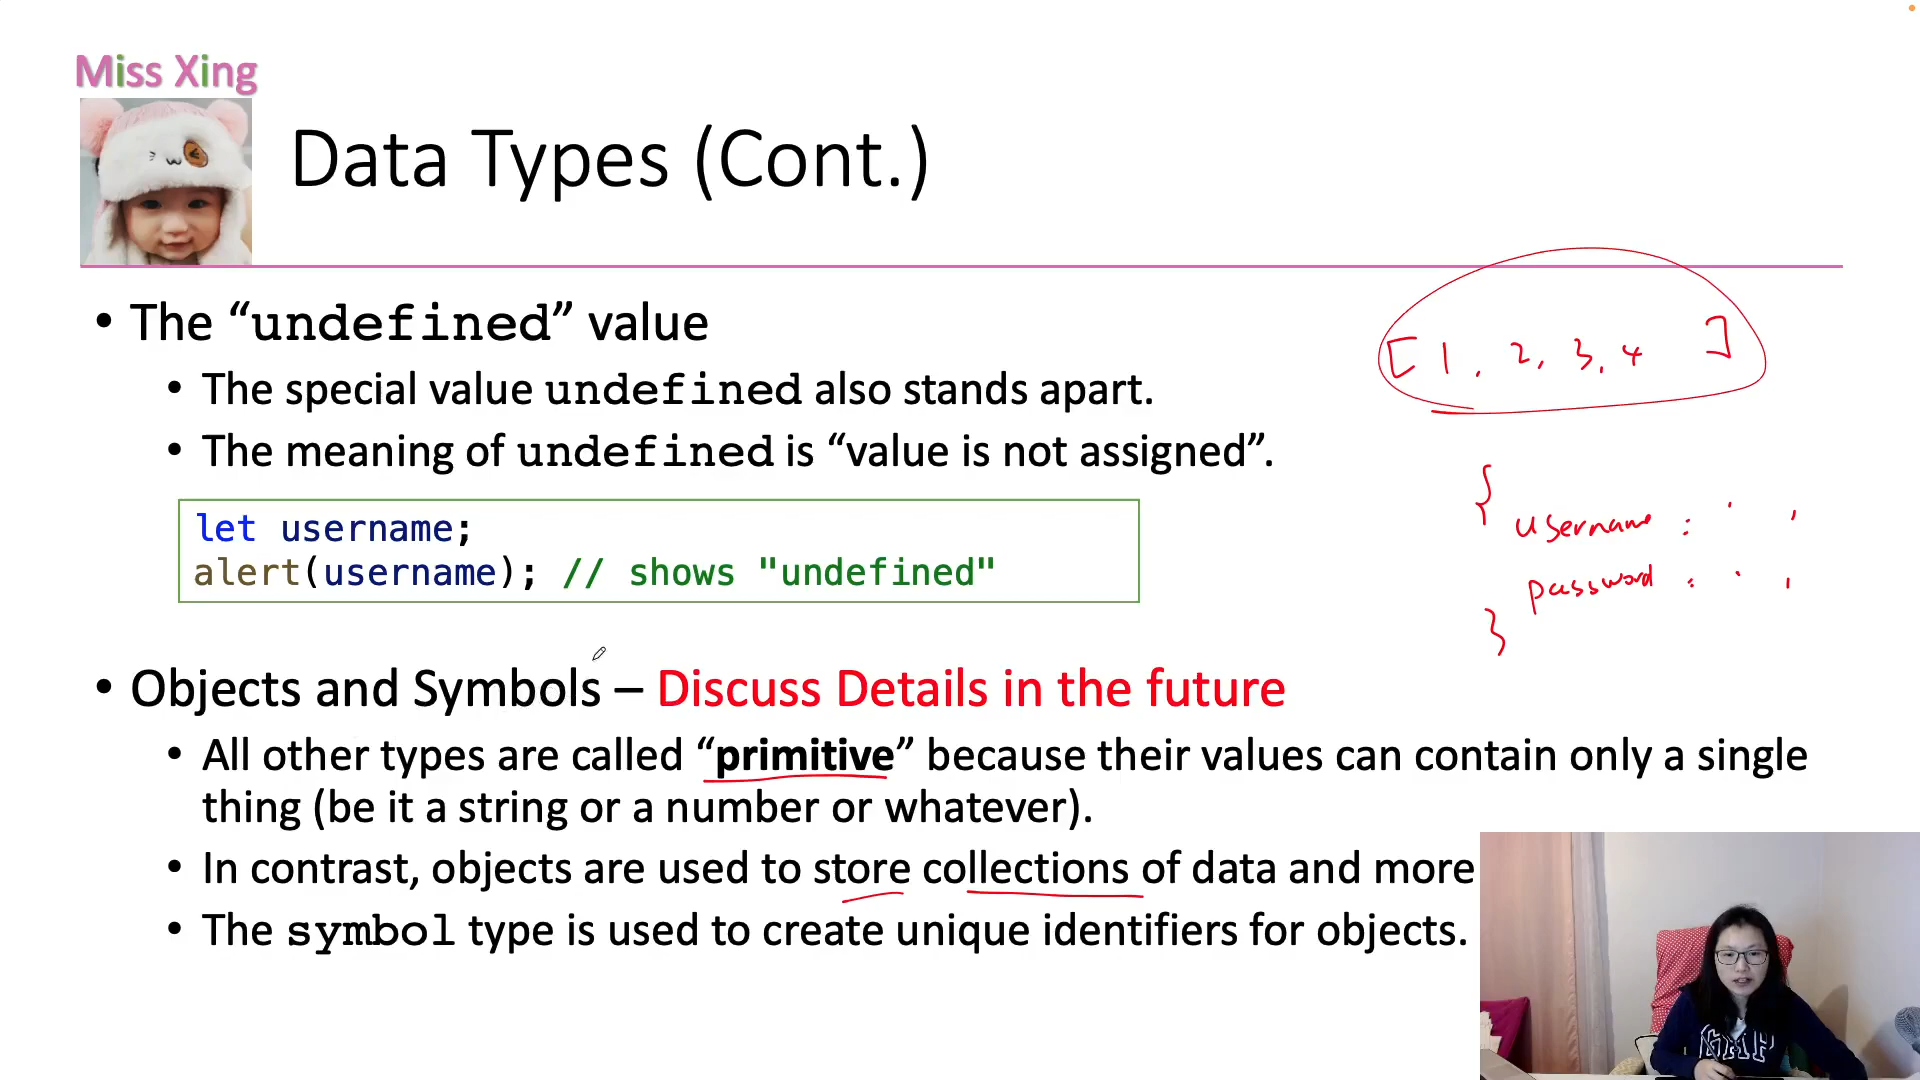 Miss Xing
Data Types (Cont.)
• The “undefined” value
• The special value undefined also stands apart.
• The meaning of undefined is “value is not assigned”.
let username;
alert(username); // shows "undefined"
• Objects and Symbols – Discuss Details in the future
• All other types are called “primitive” because their values can contain only a single
thing (be it a string or a number or whatever).
• In contrast, objects are used to store collections of data and more
• The symbol type is used to create unique identifiers for objects.
[ 1, 2, 3, 4 ]
{
username : ' ,
password : ' ,
}
GAP